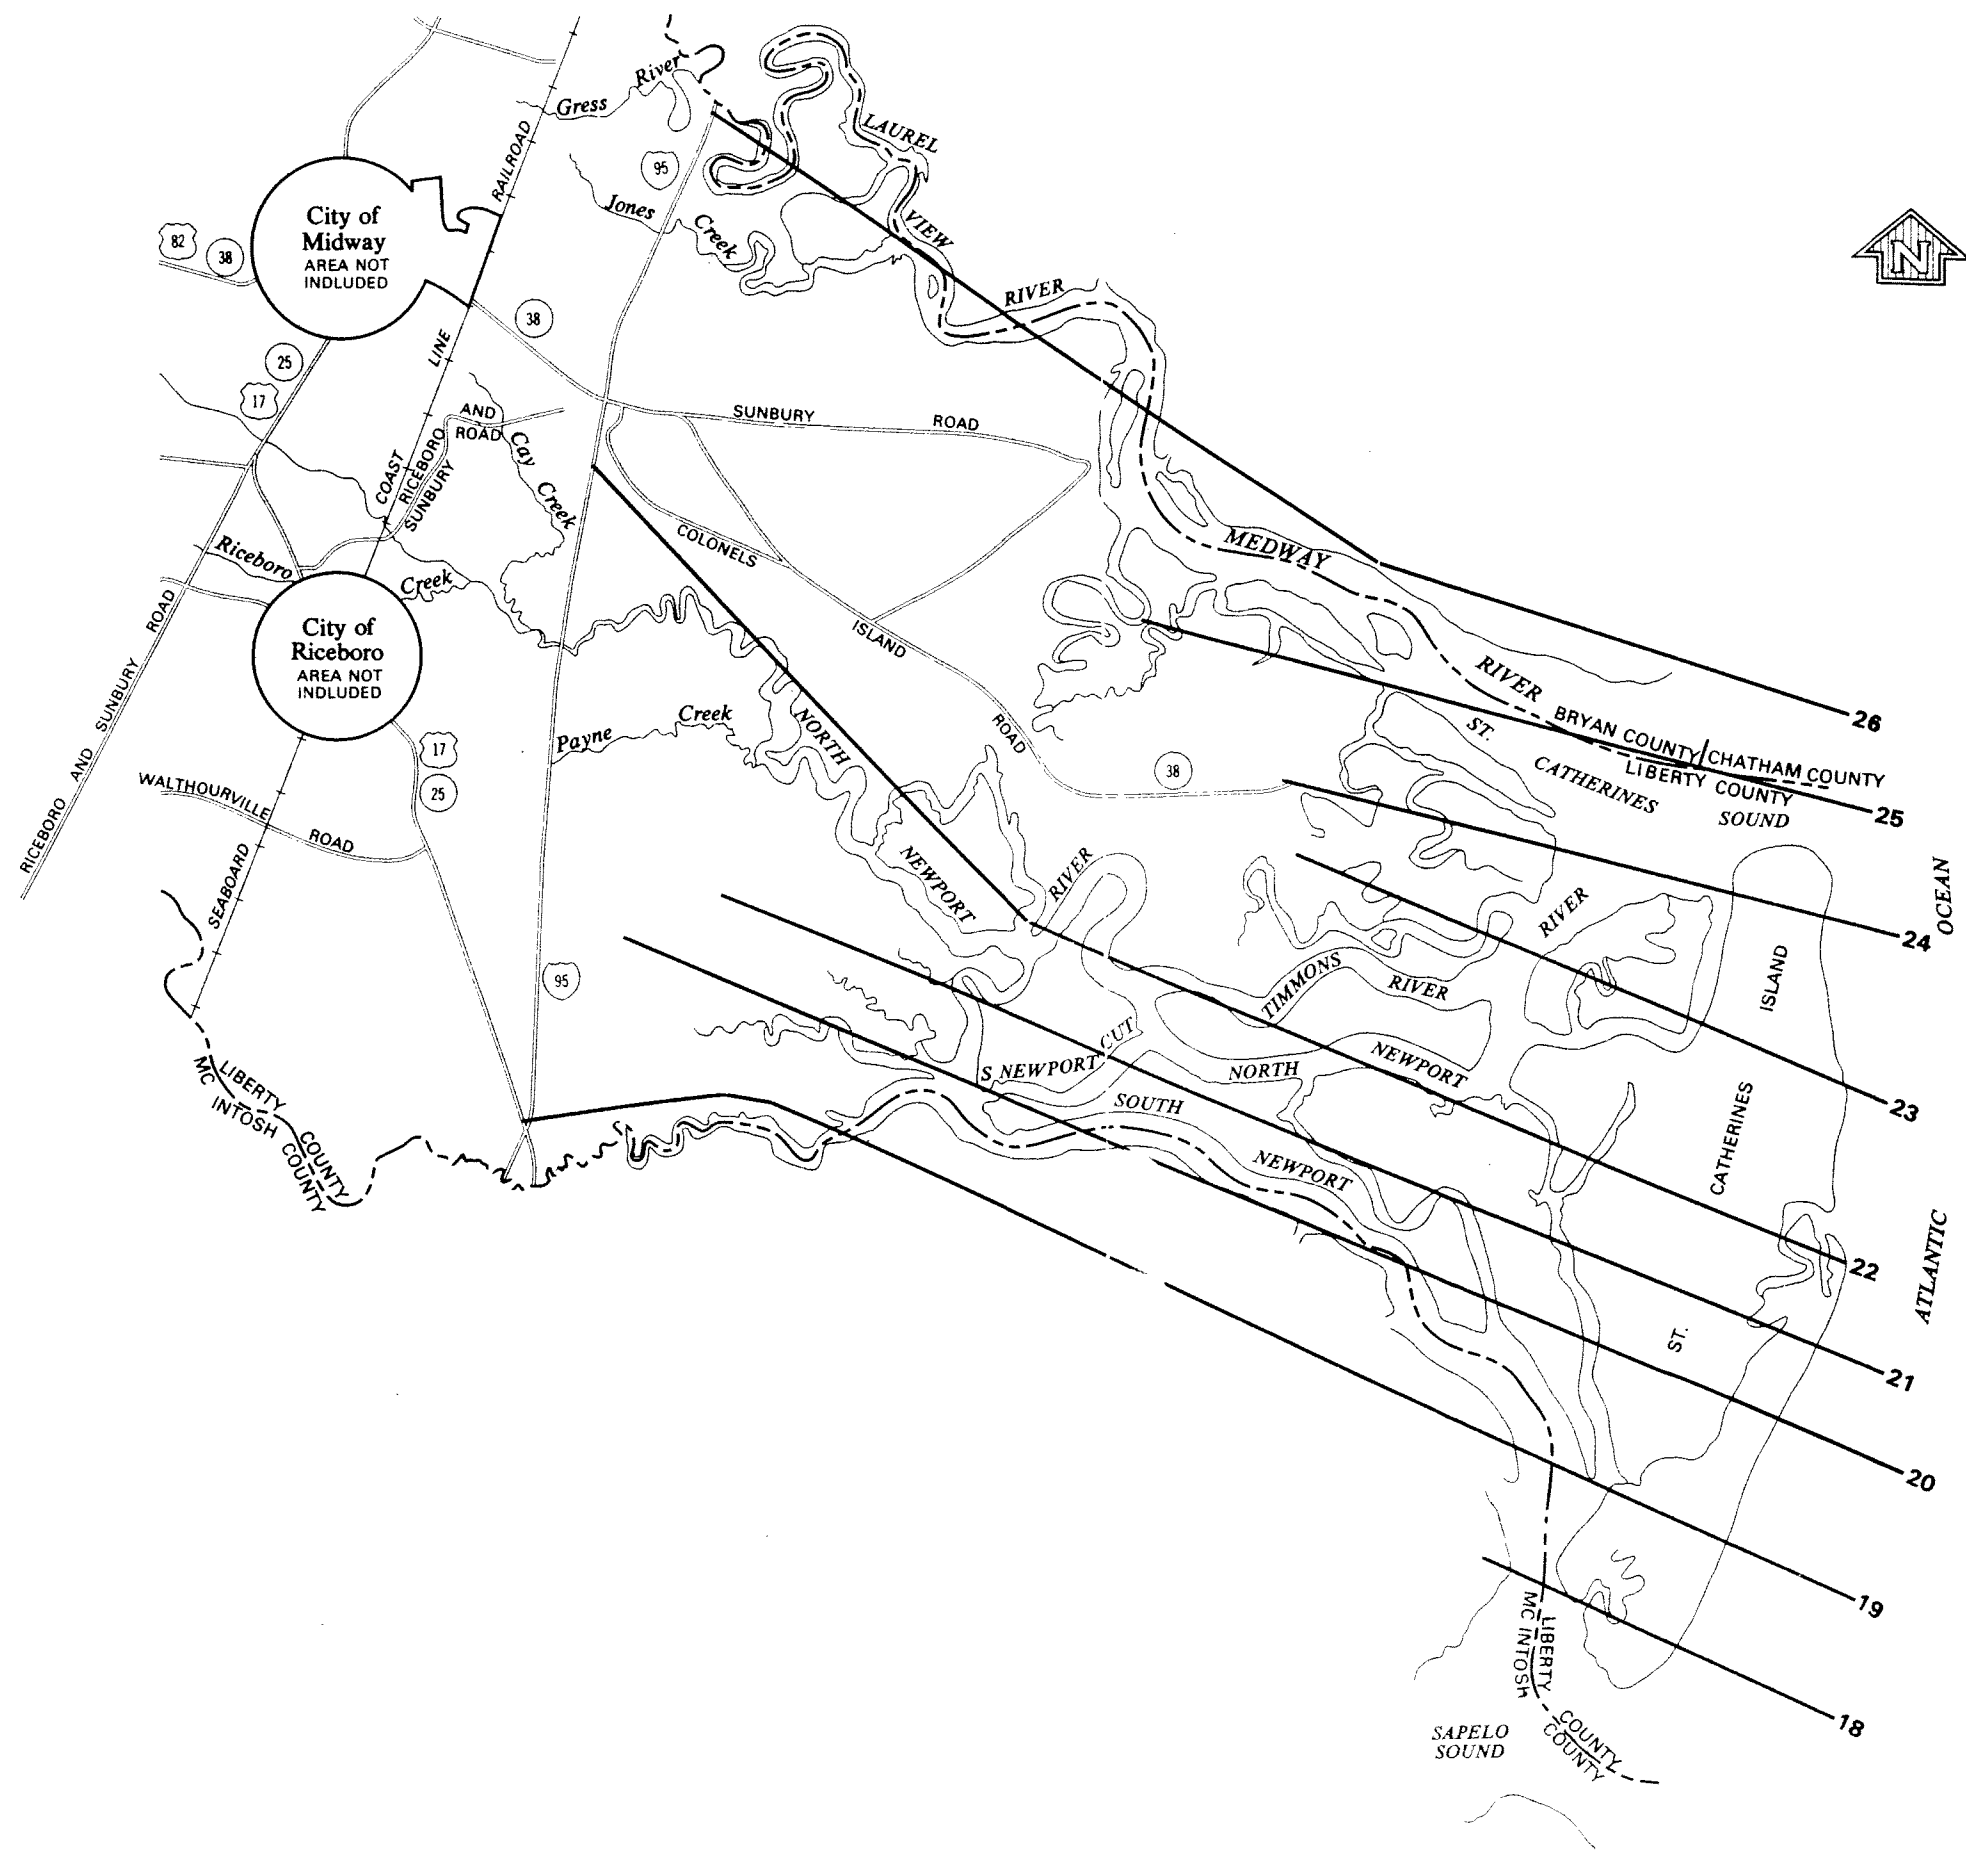 River
Gress
RAILROAD
LAUREL
95
Jones
Creek
VIEW
RIVER
City of
Midway
AREA NOT
INDLUDED
82
38
N
38
LINE
25
17
AND
ROAD
SUNBURY ROAD
Cay
Creek
COAST
RICEBORO
SUNBURY
COLONELS
ISLAND
ROAD
MEDWAY
RIVER
Riceboro
Creek
City of
Riceboro
AREA NOT
INDLUDED
RICEBORO AND SUNBURY ROAD
Payne Creek
NORTH
NEWPORT
RIVER
17
25
38
26
BRYAN COUNTY/CHATHAM COUNTY
LIBERTY COUNTY
ST.
CATHERINES
SOUND
25
WALTHOURVILLE
ROAD
SEABOARD
24
OCEAN
RIVER
TIMMONS
RIVER
ISLAND
95
S NEWPORT CUT
NORTH
NEWPORT
SOUTH
NEWPORT
CATHERINES
23
LIBERTY
COUNTY
MC
INTOSH
COUNTY
22
ATLANTIC
ST.
21
20
19
LIBERTY
MC INTOSH
COUNTY
COUNTY
18
SAPELO
SOUND